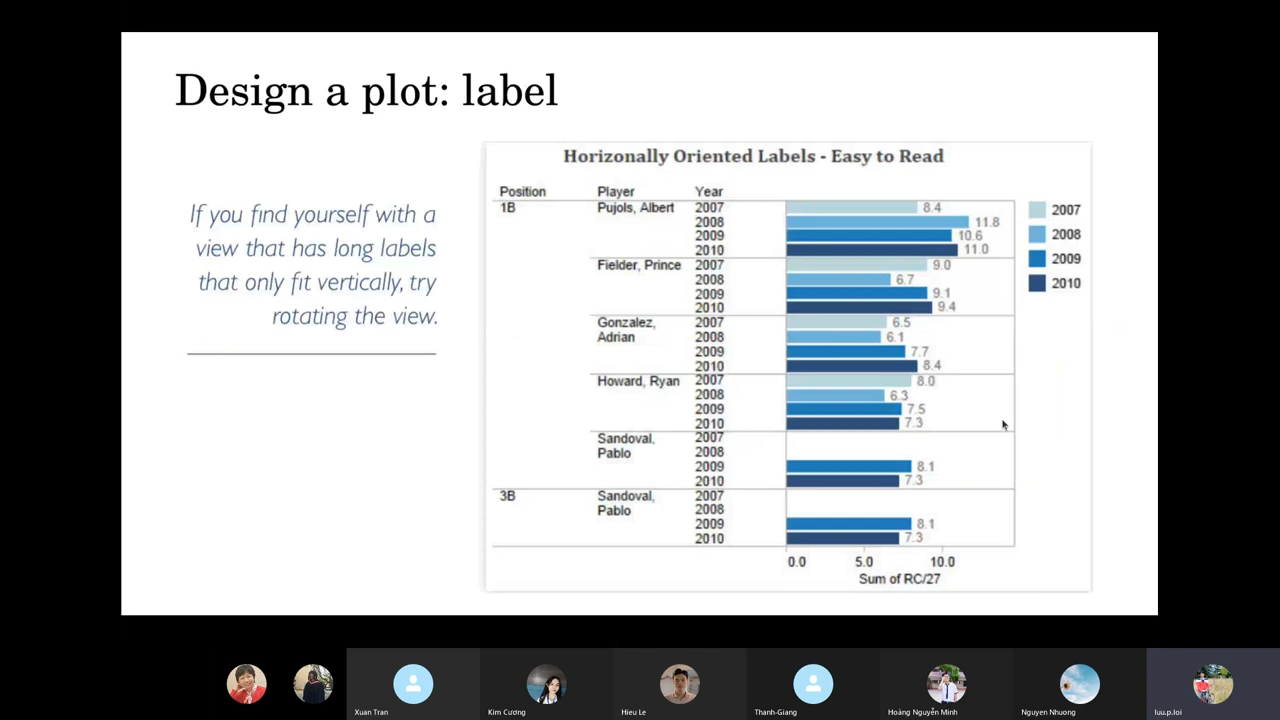 Design a plot: label
If you find yourself with a
view that has long labels
that only fit vertically, try
rotating the view.
Horizonally Oriented Labels - Easy to Read
Position Player Year
1B Pujols, Albert 2007 8.4
2008 11.8
2009 10.6
2010 11.0
Fielder, Prince 2007 9.0
2008 6.7
2009 9.1
2010 9.4
Gonzalez, 2007 6.5
Adrian 2008 6.1
2009 7.7
2010 8.4
Howard, Ryan 2007 8.0
2008 6.3
2009 7.5
2010 7.3
Sandoval, 2007
Pablo 2008
2009 8.1
2010 7.3
3B Sandoval, 2007
Pablo 2008
2009 8.1
2010 7.3
0.0 5.0 10.0
Sum of RC/27
2007
2008
2009
2010
Xuan Tran Kim Cương Hieu Le Thanh-Giang Hoàng Nguyễn Minh Nguyen Nhuong luu.p.loi